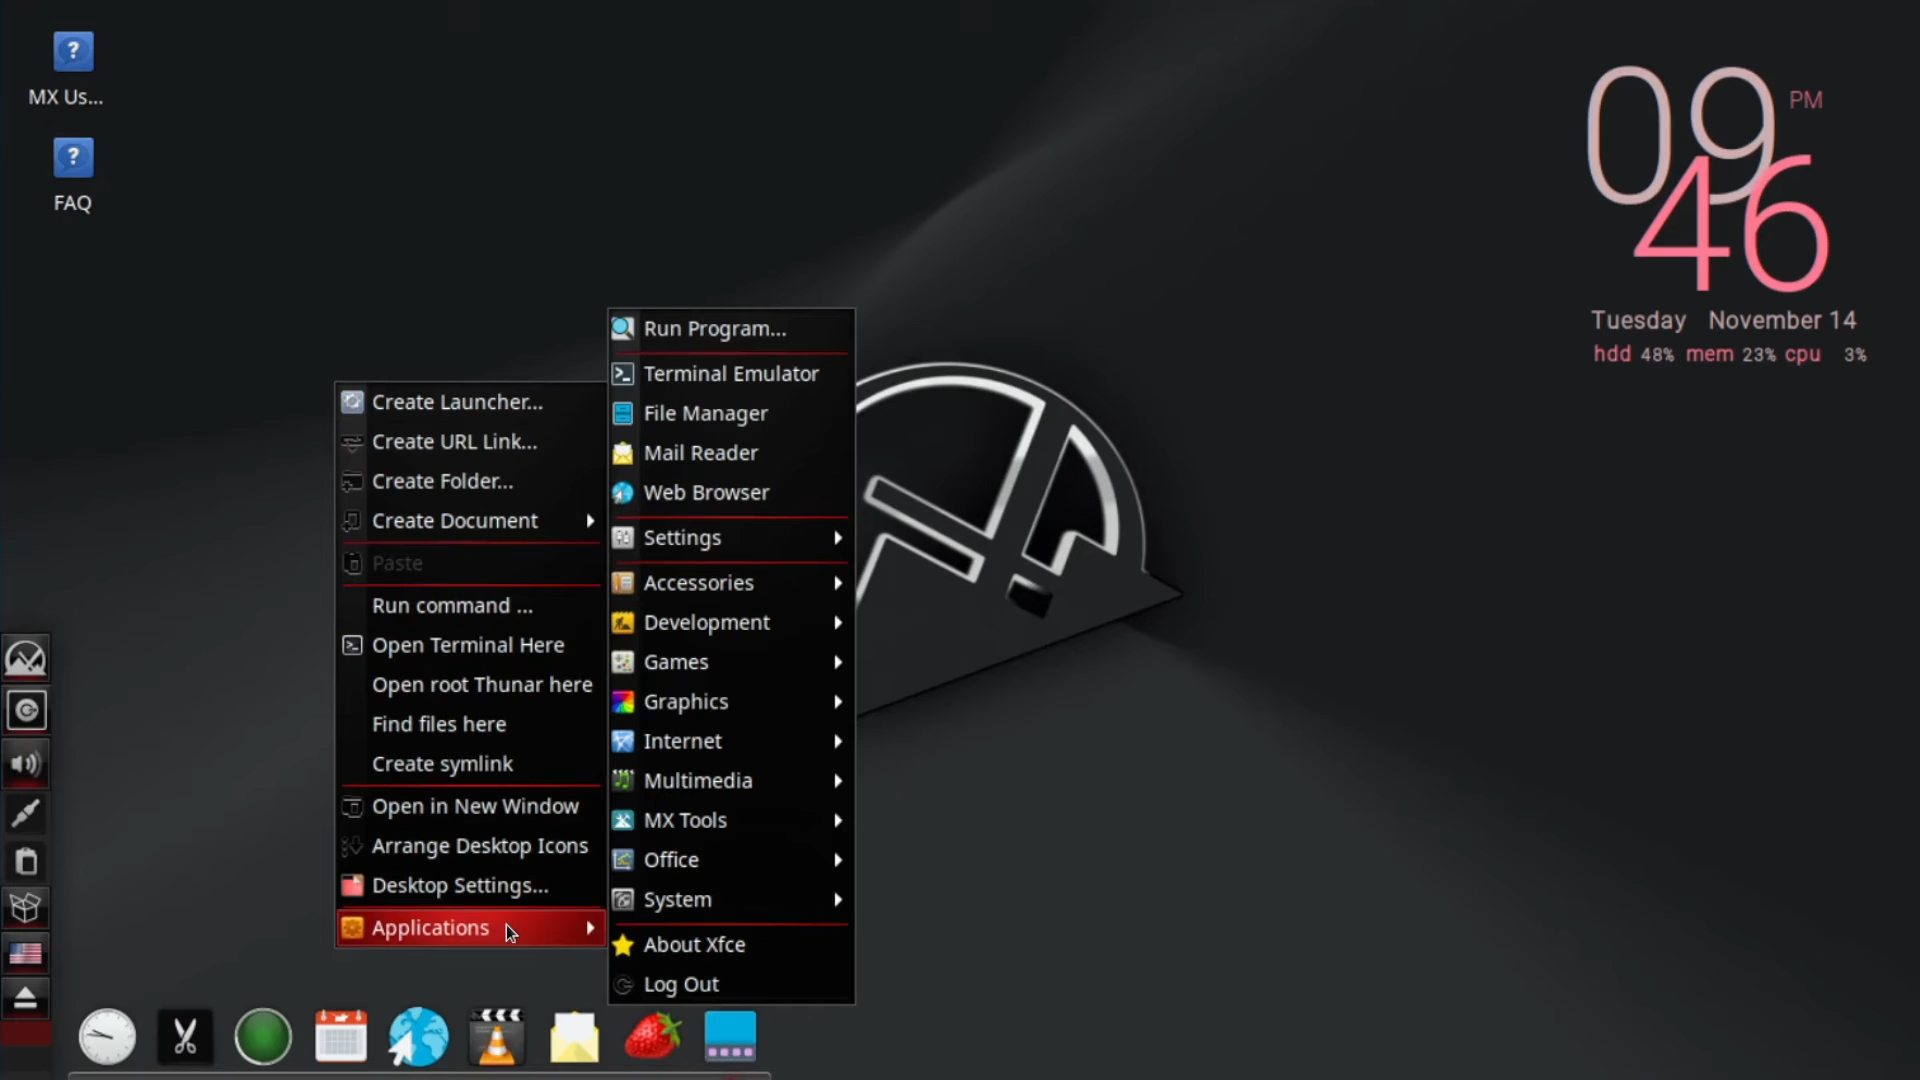 MX Us...
FAQ
09 PM
46
Tuesday November 14
hdd 48% mem 23% cpu 3%
Create Launcher...
Create URL Link...
Create Folder...
Create Document
Paste
Run command ...
Open Terminal Here
Open root Thunar here
Find files here
Create symlink
Open in New Window
Arrange Desktop Icons
Desktop Settings...
Applications
Run Program...
Terminal Emulator
File Manager
Mail Reader
Web Browser
Settings
Accessories
Development
Games
Graphics
Internet
Multimedia
MX Tools
Office
System
About Xfce
Log Out